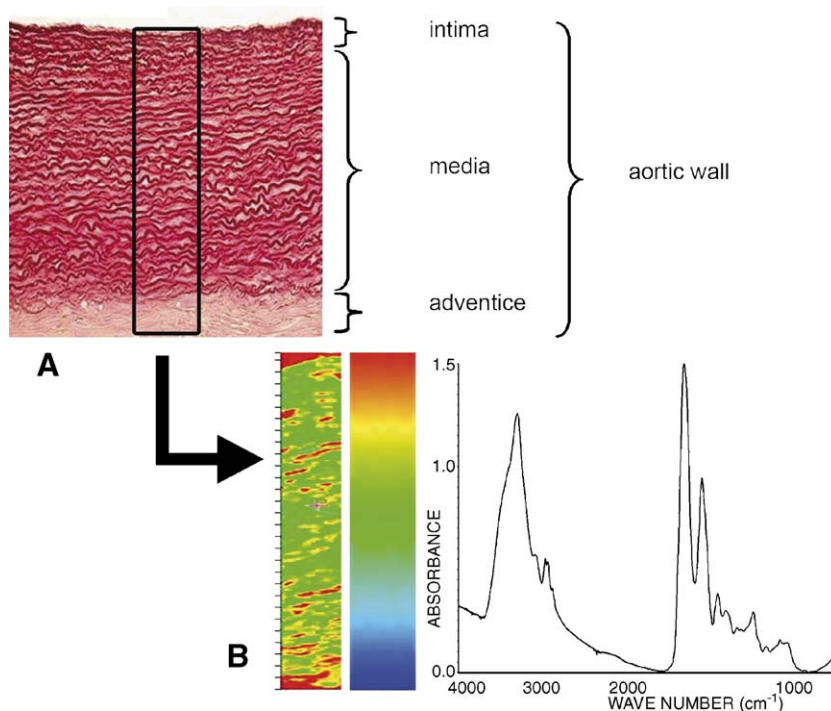 intima
media
aortic wall
adventice
A
B
1.5
1.0
0.0
ABSORBANCE
4000 3000 2000 1000
WAVE NUMBER (cm⁻¹)